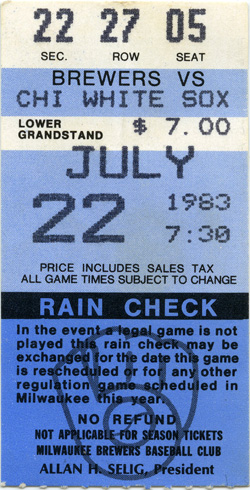 22 27 05
SEC. ROW SEAT
BREWERS VS
CHI WHITE SOX
LOWER
GRANDSTAND $ 7.00
JULY
22 1983
7:30
PRICE INCLUDES SALES TAX
ALL GAME TIMES SUBJECT TO CHANGE
RAIN CHECK
In the event a legal game is not
played this rain check may be
exchanged for the date this game
is rescheduled or for any other
regulation game scheduled in
Milwaukee this year.
NO REFUND
NOT APPLICABLE FOR SEASON TICKETS
MILWAUKEE BREWERS BASEBALL CLUB
ALLAN H. SELIG, President